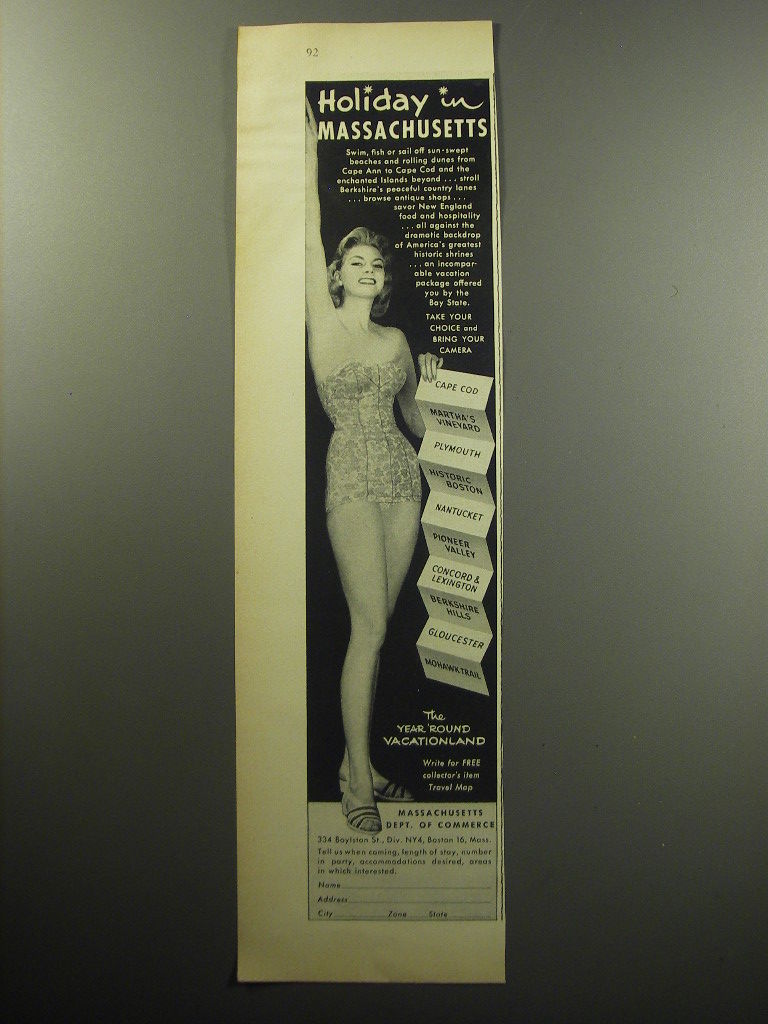 92
Holiday in
MASSACHUSETTS
Swim, fish or sail off sun-swept
beaches and rolling dunes from
Cape Ann to Cape Cod and the
enchanted Islands beyond . . . stroll
Berkshire's peaceful country lanes
. . . browse antique shops . . .
savor New England
food and hospitality
. . . all against the
dramatic backdrop
of America's greatest
historic shrines
. . . an incompar-
able vacation
package offered
you by the
Bay State.
TAKE YOUR
CHOICE and
BRING YOUR
CAMERA
CAPE COD
MARTHA'S
VINEYARD
PLYMOUTH
HISTORIC
BOSTON
NANTUCKET
PIONEER
VALLEY
CONCORD &
LEXINGTON
BERKSHIRE
HILLS
GLOUCESTER
MOHAWK TRAIL
The
YEAR 'ROUND
VACATIONLAND
Write for FREE
collector's item
Travel Map
MASSACHUSETTS
DEPT. OF COMMERCE
334 Boylston St., Div. NY4, Boston 16, Mass.
Tell us when coming, length of stay, number
in party, accommodations desired, areas
in which interested.
Name
Address
City Zone State